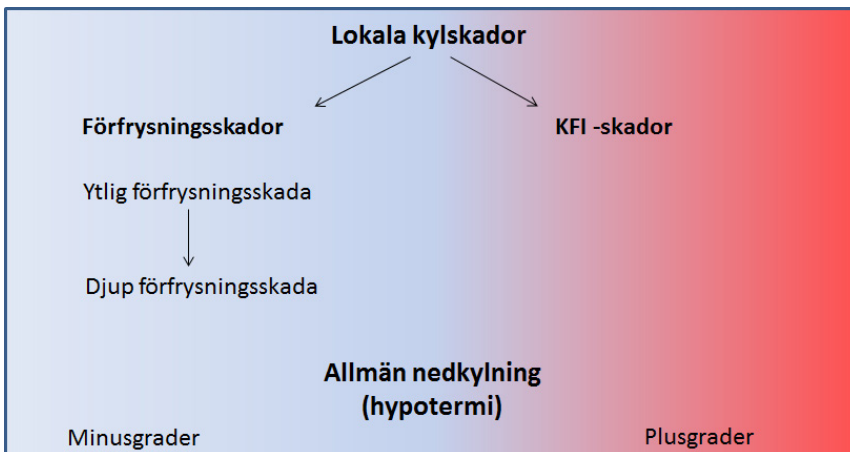 Lokala kylskador
Förfrysningsskador
KFI -skador
Ytlig förfrysningsskada
Djup förfrysningsskada
Allmän nedkylning
(hypotermi)
Minusgrader
Plusgrader